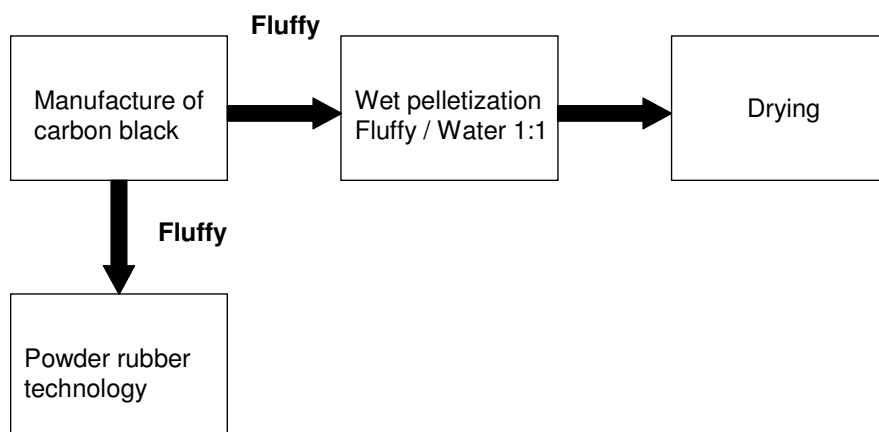 Fluffy
Manufacture of
carbon black
Wet pelletization
Fluffy / Water 1:1
Drying
Fluffy
Powder rubber
technology